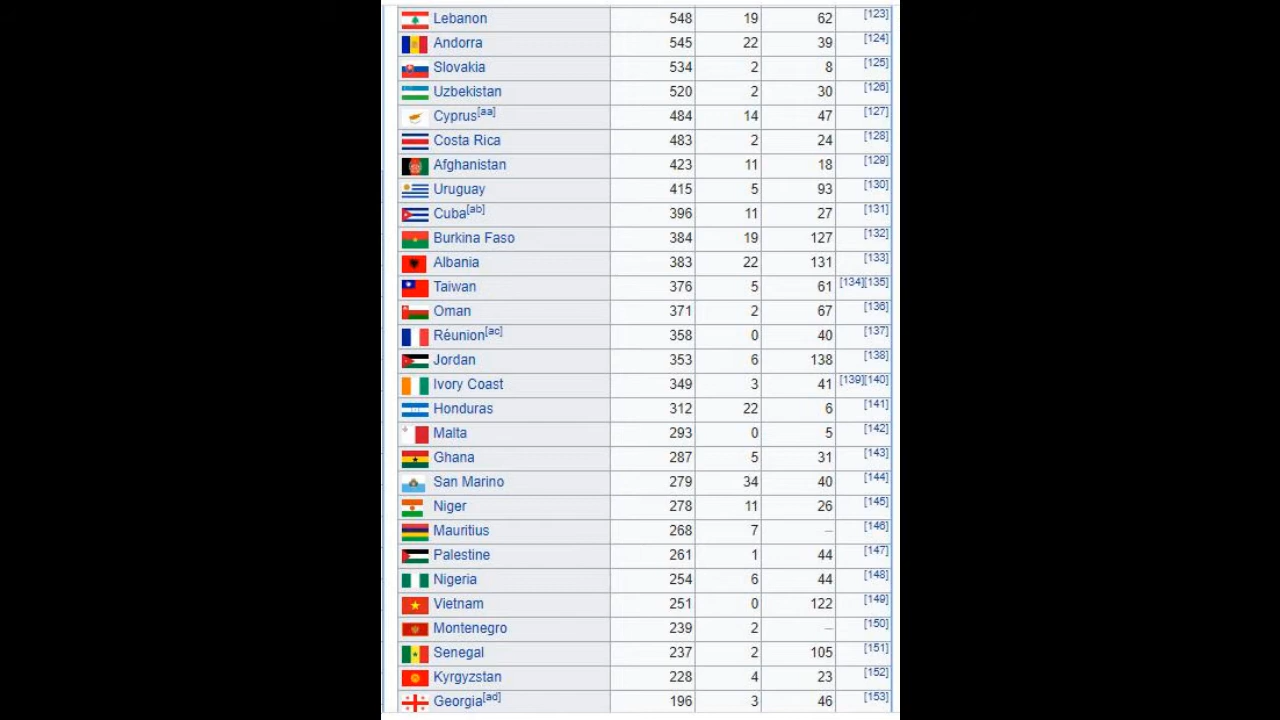 Lebanon 548 19 62 [123]
Andorra 545 22 39 [124]
Slovakia 534 2 8 [125]
Uzbekistan 520 2 30 [126]
Cyprus[aa] 484 14 47 [127]
Costa Rica 483 2 24 [128]
Afghanistan 423 11 18 [129]
Uruguay 415 5 93 [130]
Cuba[ab] 396 11 27 [131]
Burkina Faso 384 19 127 [132]
Albania 383 22 131 [133]
Taiwan 376 5 61 [134][135]
Oman 371 2 67 [136]
Réunion[ac] 358 0 40 [137]
Jordan 353 6 138 [138]
Ivory Coast 349 3 41 [139][140]
Honduras 312 22 6 [141]
Malta 293 0 5 [142]
Ghana 287 5 31 [143]
San Marino 279 34 40 [144]
Niger 278 11 26 [145]
Mauritius 268 7 – [146]
Palestine 261 1 44 [147]
Nigeria 254 6 44 [148]
Vietnam 251 0 122 [149]
Montenegro 239 2 – [150]
Senegal 237 2 105 [151]
Kyrgyzstan 228 4 23 [152]
Georgia[ad] 196 3 46 [153]